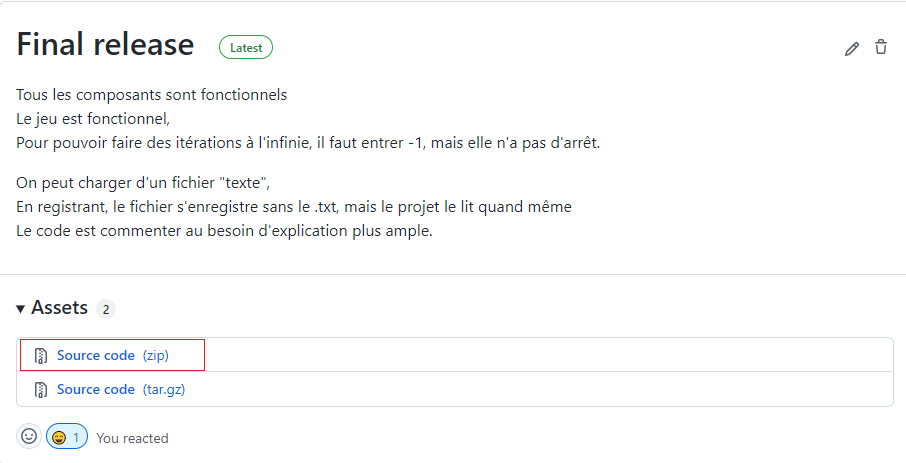 Final release Latest
Tous les composants sont fonctionnels
Le jeu est fonctionnel,
Pour pouvoir faire des itérations à l'infinie, il faut entrer -1, mais elle n'a pas d'arrêt.
On peut charger d'un fichier "texte",
En registrant, le fichier s'enregistre sans le .txt, mais le projet le lit quand même
Le code est commenter au besoin d'explication plus ample.
Assets 2
Source code (zip)
Source code (tar.gz)
1 You reacted